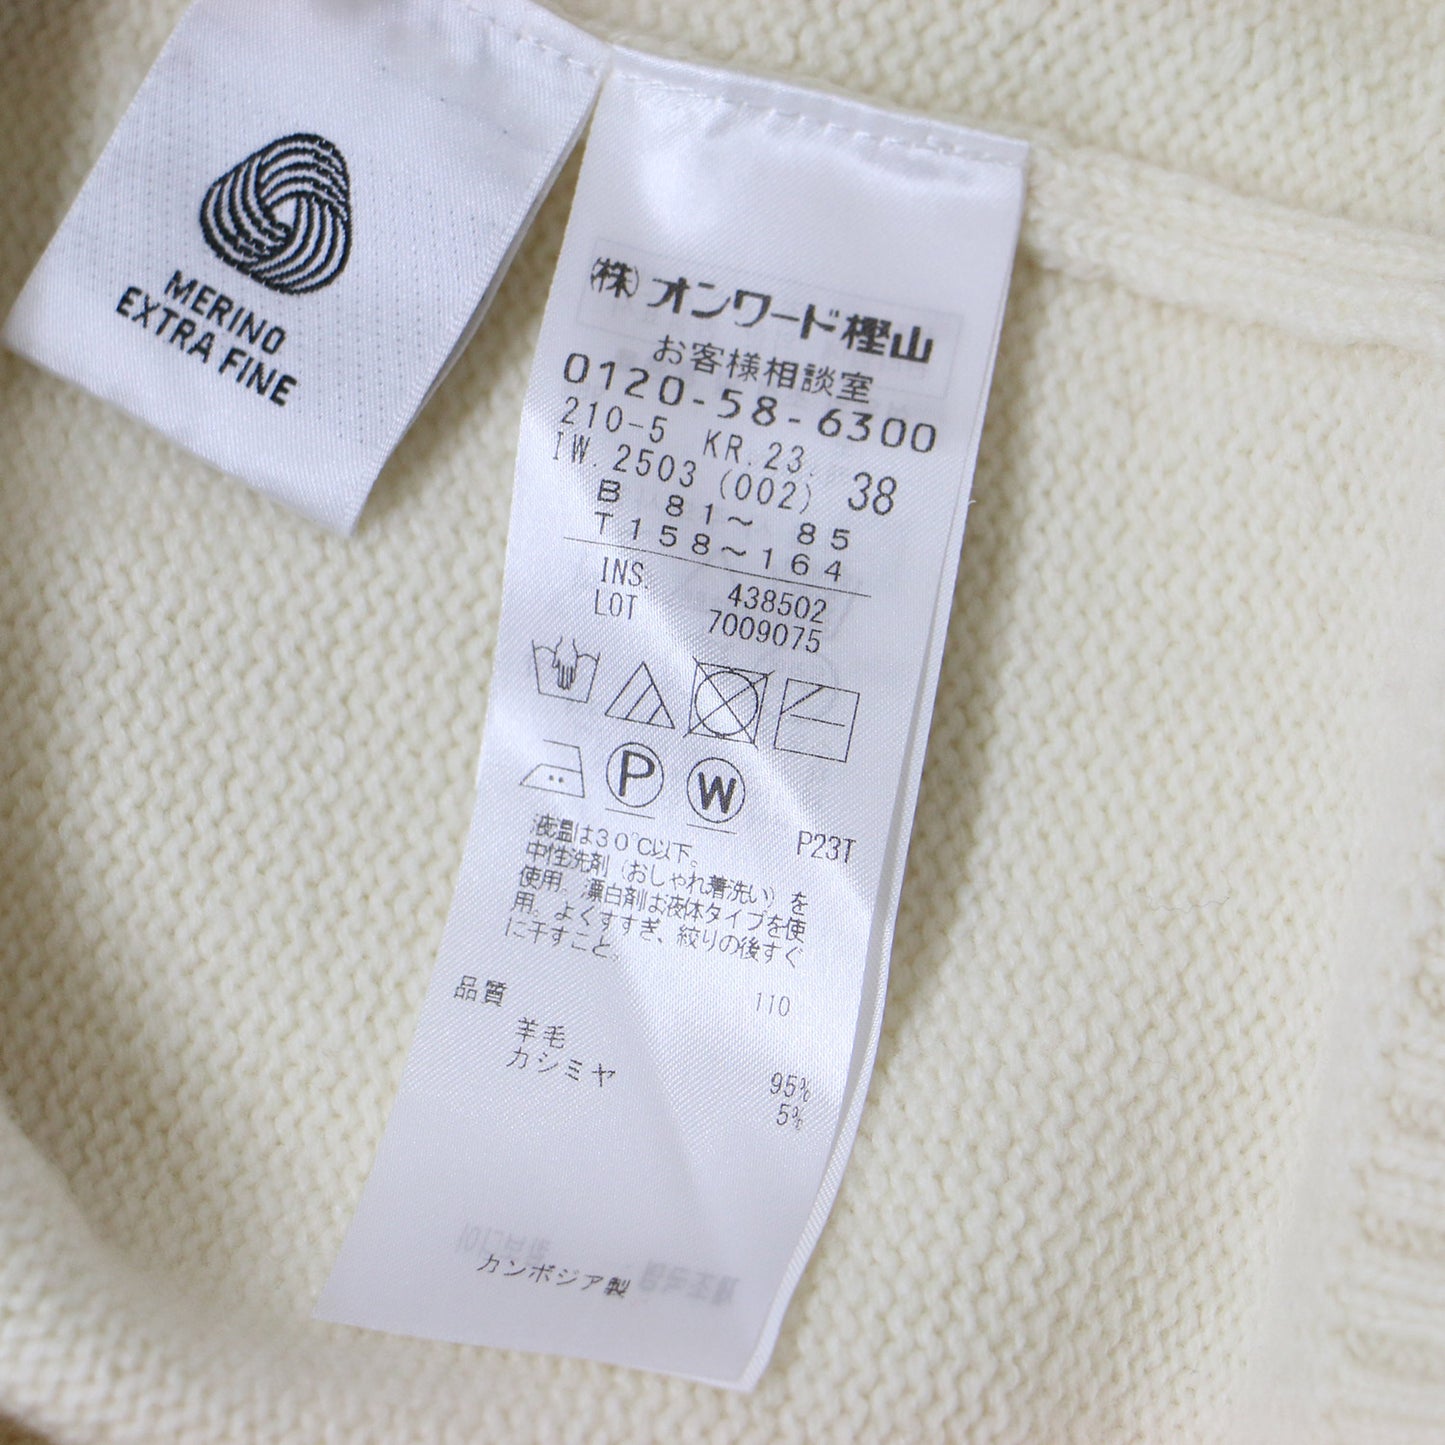 MERINO
EXTRA FINE
(株)オンワード樫山
お客様相談室
0120-58-6300
210-5 KR.23. 38
IW.2503 (002)
B 81〜 85
T158〜164
INS. 438502
LOT 7009075
P W
P23T
液温は30℃以下。
中性洗剤(おしゃれ着洗い)を
使用。漂白剤は液体タイプを使
用。よくすすぎ、絞りの後すぐ
に干すこと。
110
品質
羊毛 95%
カシミヤ 5%
カンボジア製